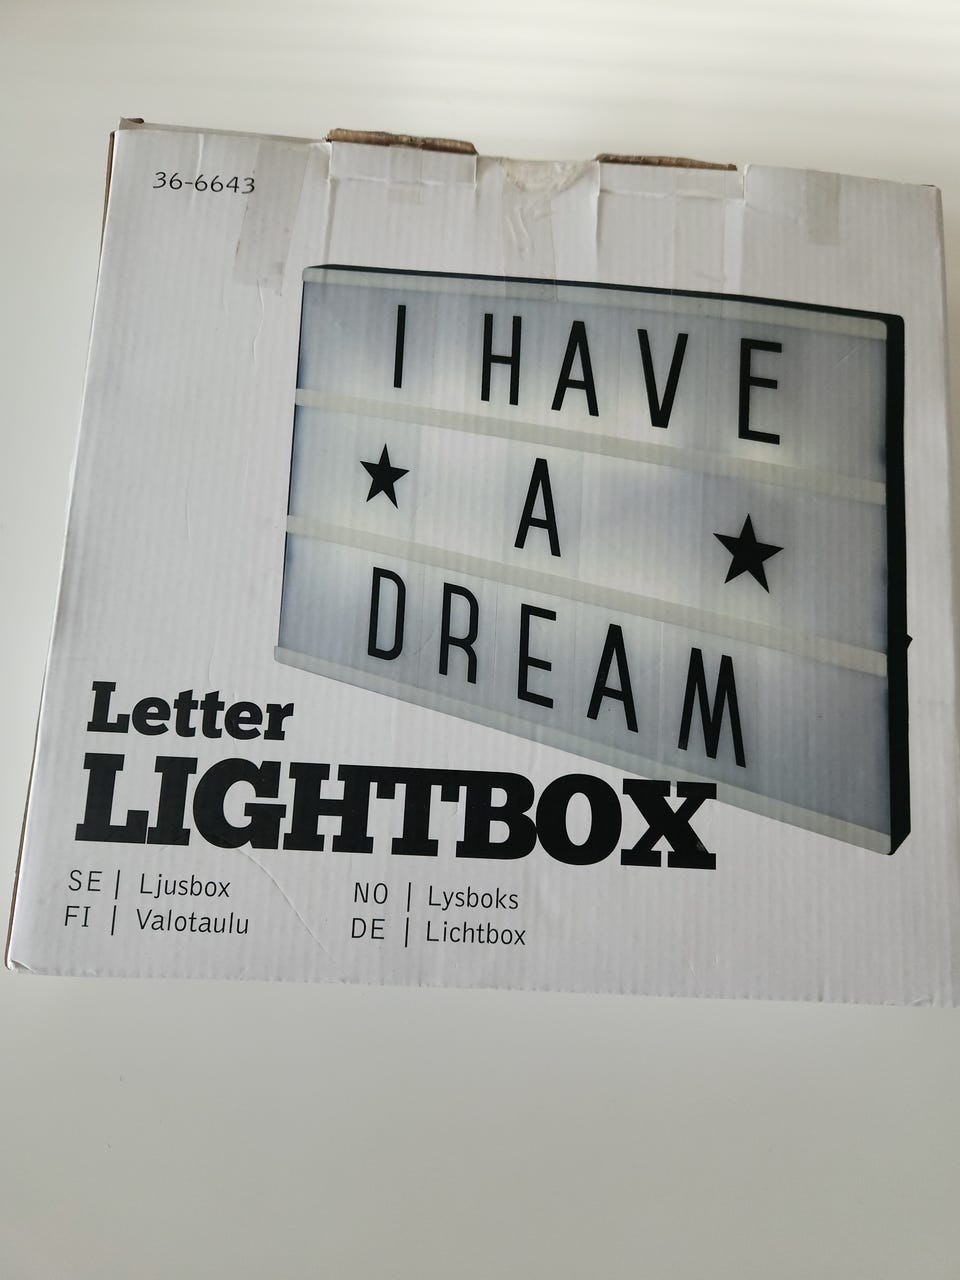 36-6643
I HAVE
★ A ★
DREAM
Letter
LIGHTBOX
SE | Ljusbox
FI | Valotaulu
NO | Lysboks
DE | Lichtbox